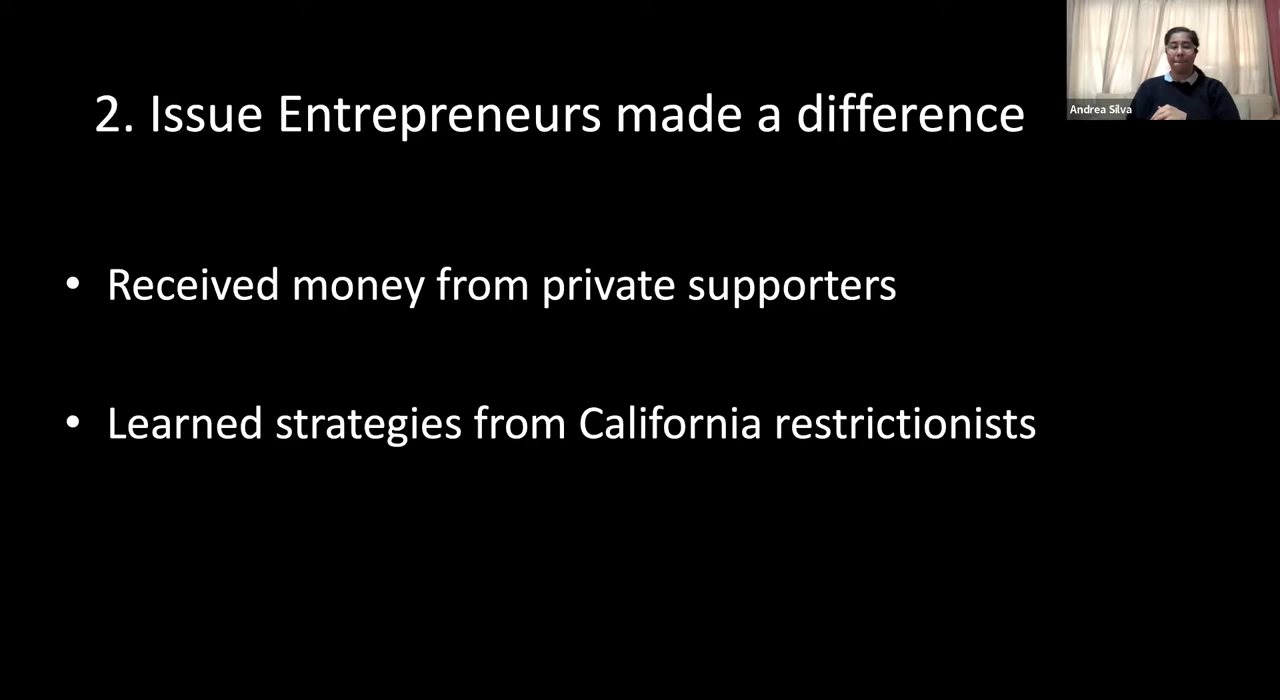 2. Issue Entrepreneurs made a difference
Andrea Silva
• Received money from private supporters
• Learned strategies from California restrictionists